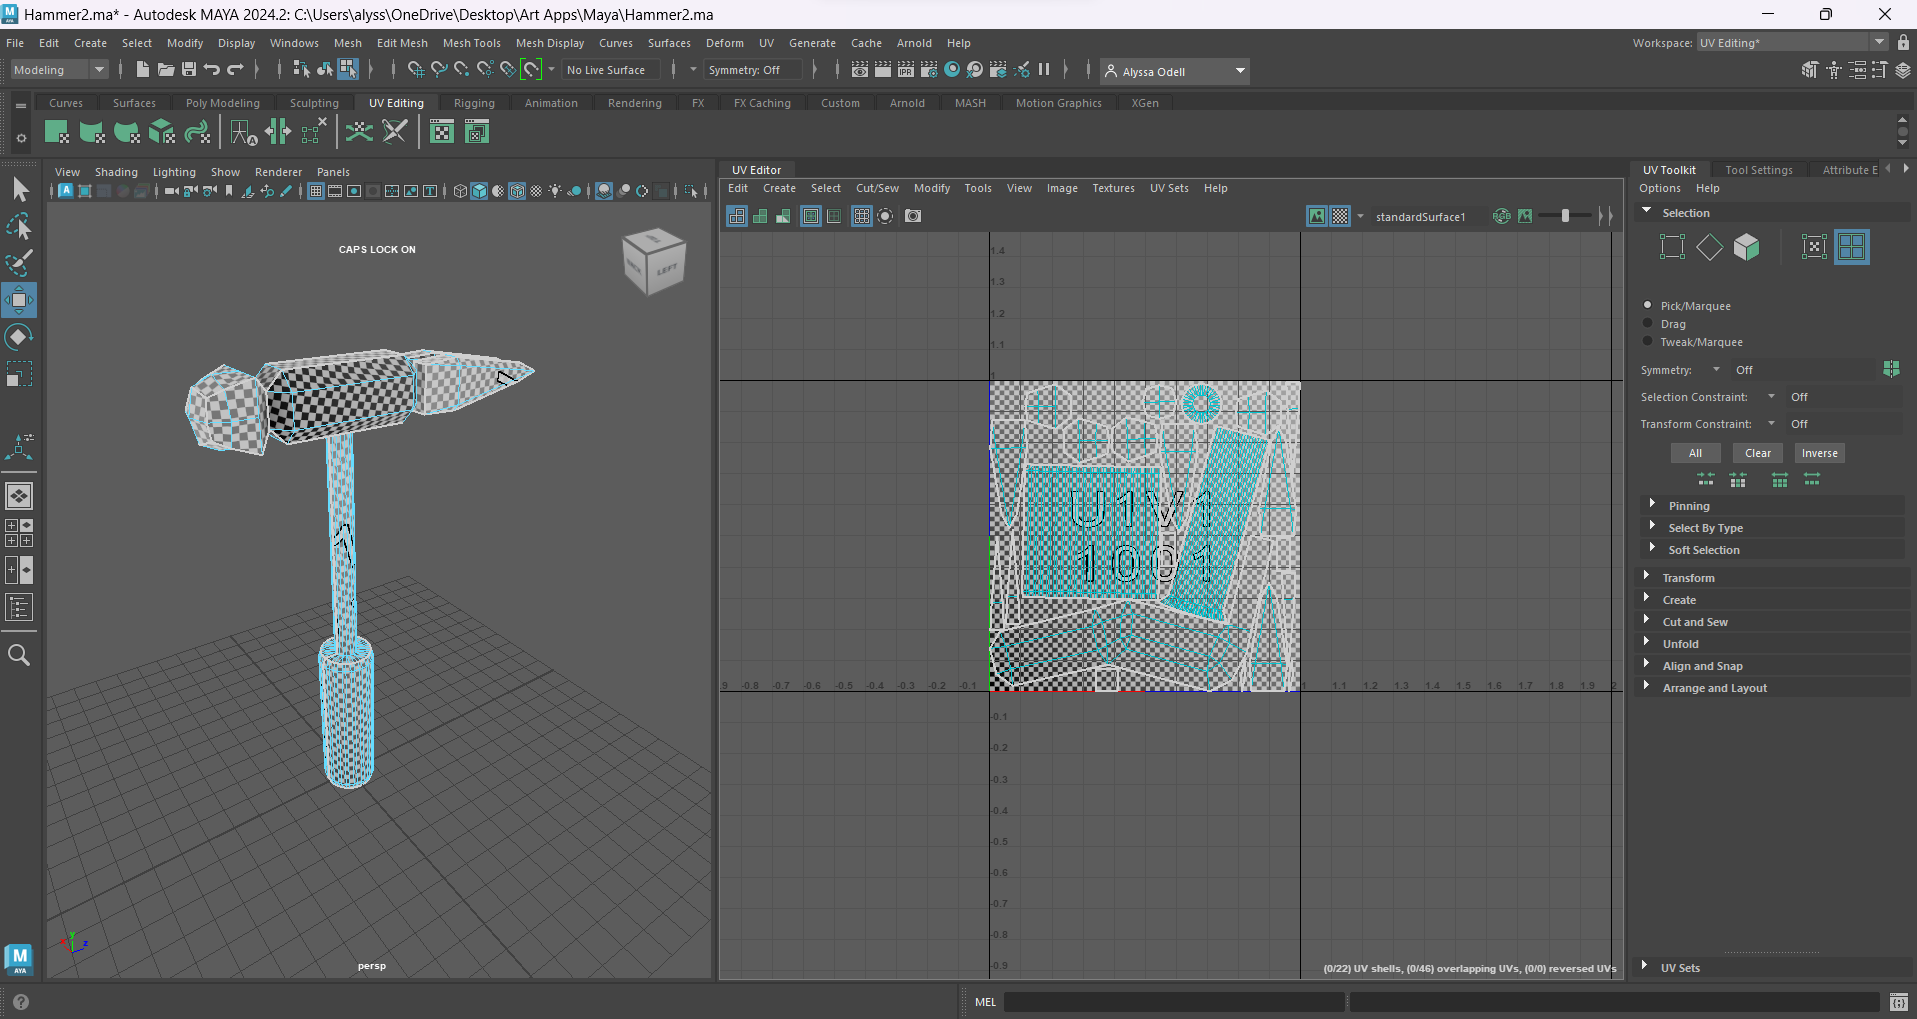 Hammer2.ma* - Autodesk MAYA 2024.2: C:\Users\alyss\OneDrive\Desktop\Art Apps\Maya\Hammer2.ma
File Edit Create Select Modify Display Windows Mesh Edit Mesh Mesh Tools Mesh Display Curves Surfaces Deform UV Generate Cache Arnold Help
Workspace: UV Editing*
Modeling
No Live Surface
Symmetry: Off
Alyssa Odell
Curves Surfaces Poly Modeling Sculpting UV Editing Rigging Animation Rendering FX FX Caching Custom Arnold MASH Motion Graphics XGen
View Shading Lighting Show Renderer Panels
CAPS LOCK ON
LEFT
persp
y
z
UV Editor
Edit Create Select Cut/Sew Modify Tools View Image Textures UV Sets Help
standardSurface1
1.4
1.3
1.2
1.1
1
U1V1
1001
.9 -0.8 -0.7 -0.6 -0.5 -0.4 -0.3 -0.2 -0.1 1 1.1 1.2 1.3 1.4 1.5 1.6 1.7 1.8 1.9 2
-0.1
-0.2
-0.3
-0.4
-0.5
-0.6
-0.7
-0.8
-0.9
(0/22) UV shells, (0/46) overlapping UVs, (0/0) reversed UVs
UV Toolkit Tool Settings Attribute E
Options Help
Selection
Pick/Marquee
Drag
Tweak/Marquee
Symmetry: Off
Selection Constraint: Off
Transform Constraint: Off
All Clear Inverse
Pinning
Select By Type
Soft Selection
Transform
Create
Cut and Sew
Unfold
Align and Snap
Arrange and Layout
UV Sets
MEL
M
AYA